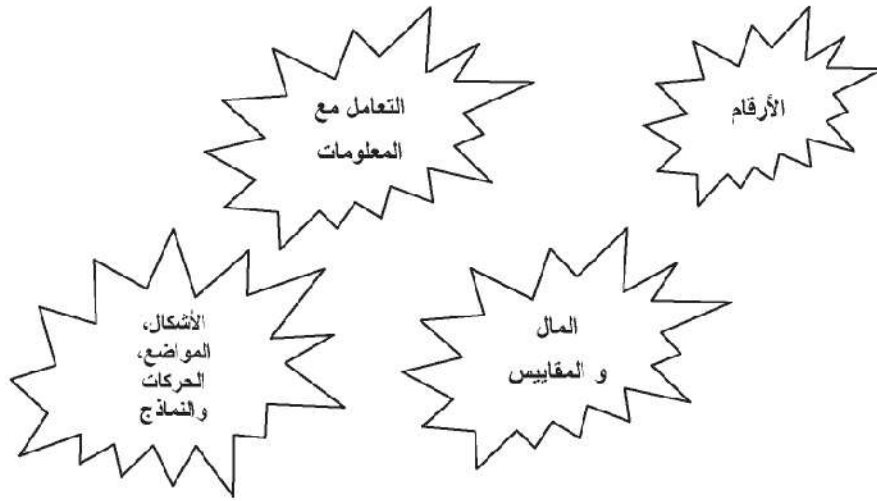 الأرقام
التعامل مع
المعلومات
المال
و المقاييس
الأشكال،
المواضع،
الحركات
والنماذج